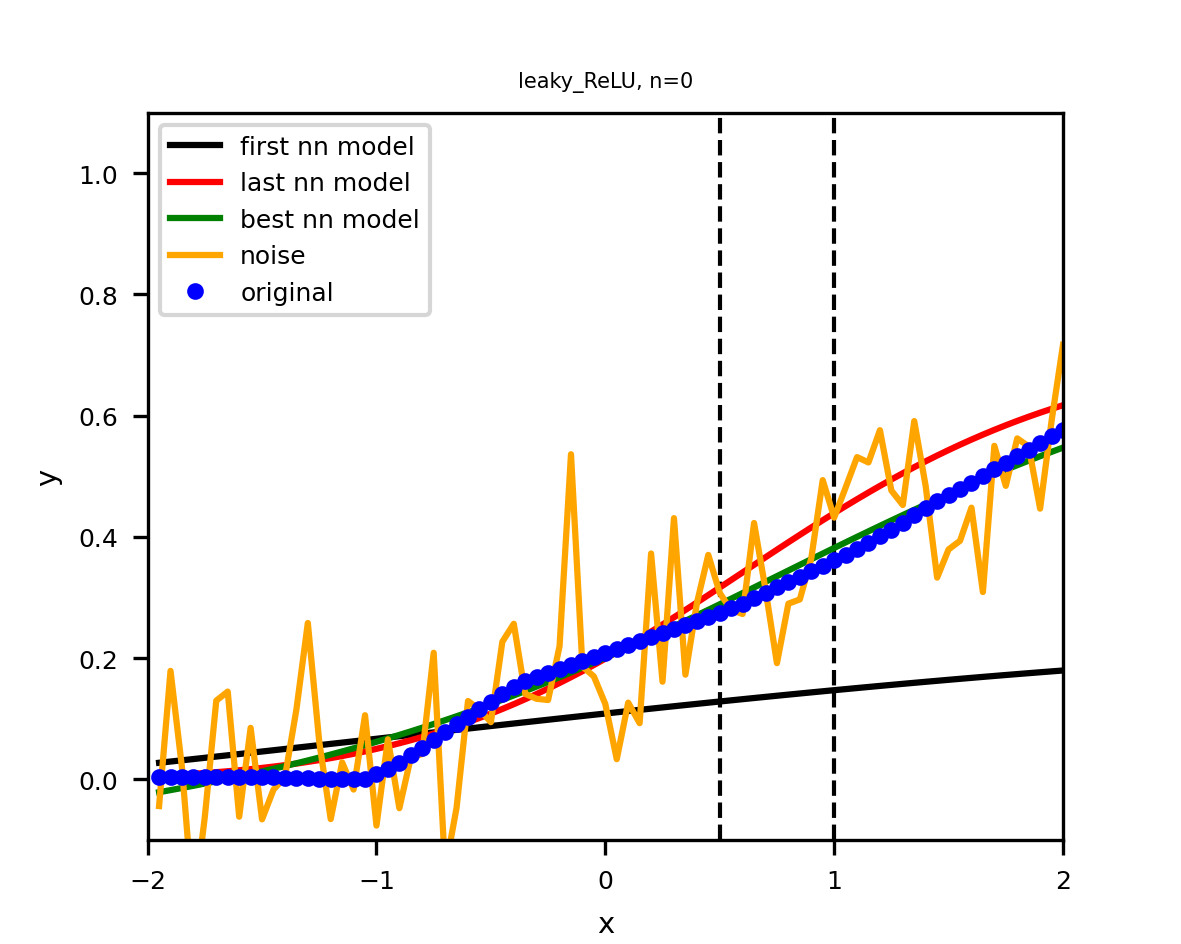 leaky_ReLU, n=0
first nn model
last nn model
best nn model
noise
original
1.0
0.8
0.6
0.4
0.2
0.0
y
−2
−1
0
1
2
x